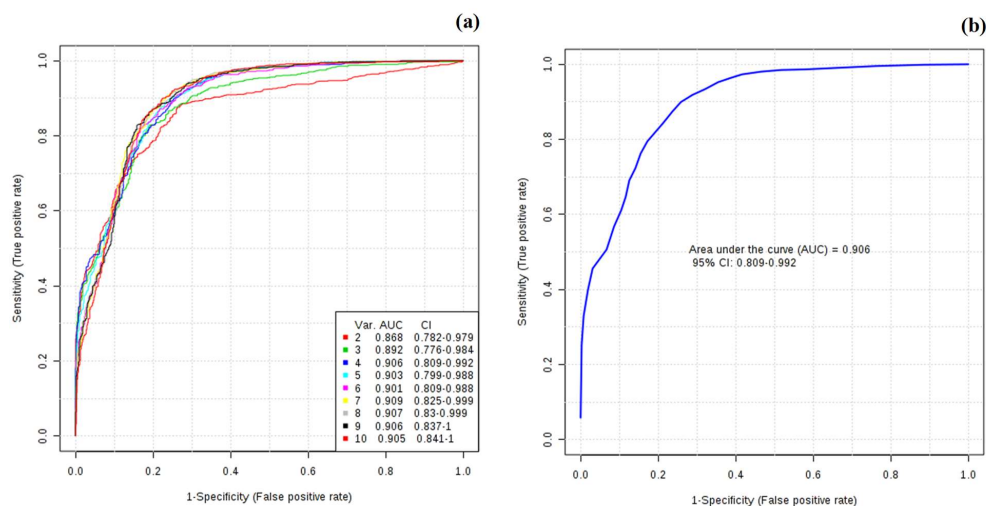 (a)
Sensitivity (True positive rate)
1.0
0.8
0.6
0.4
0.2
0.0
Var. AUC CI
2 0.868 0.782-0.979
3 0.892 0.776-0.984
4 0.906 0.809-0.992
5 0.903 0.799-0.988
6 0.901 0.809-0.988
7 0.909 0.825-0.999
8 0.907 0.83-0.999
9 0.906 0.837-1
10 0.905 0.841-1
0.0 0.2 0.4 0.6 0.8 1.0
1-Specificity (False positive rate)
(b)
Sensitivity (True positive rate)
1.0
0.8
0.6
0.4
0.2
0.0
Area under the curve (AUC) = 0.906
95% CI: 0.809-0.992
0.0 0.2 0.4 0.6 0.8 1.0
1-Specificity (False positive rate)